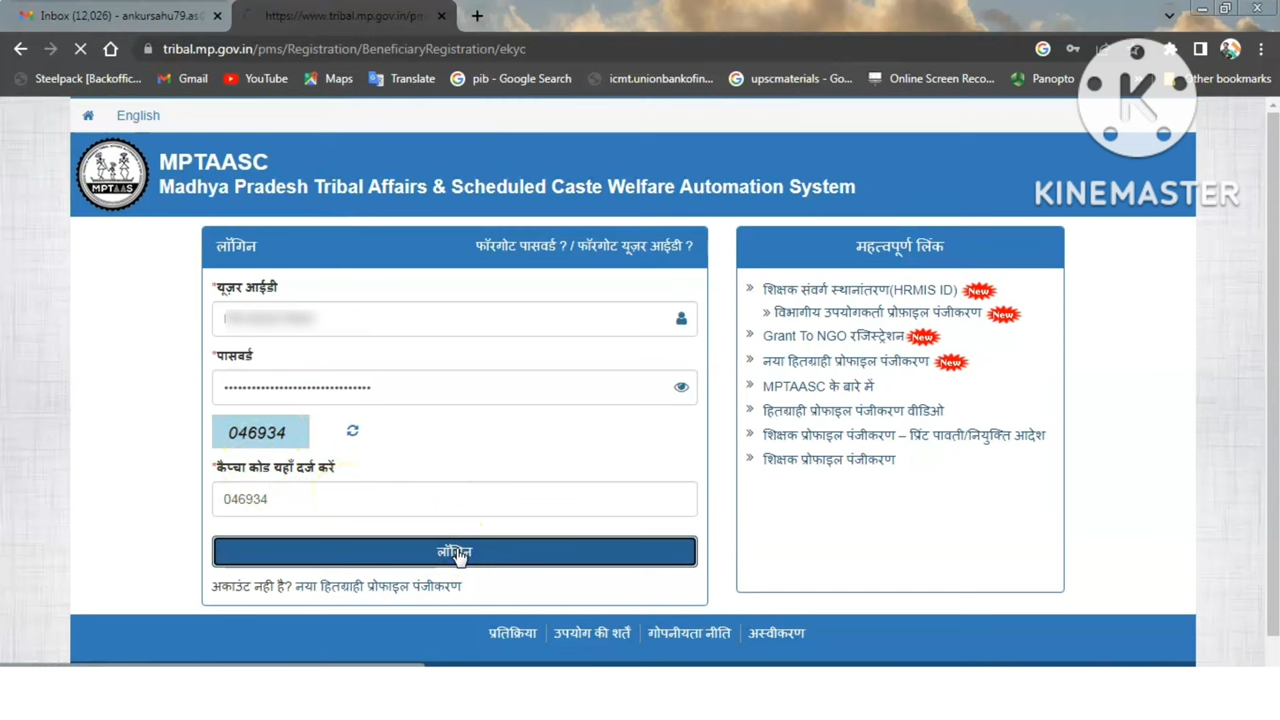 Inbox (12,026) - ankursahu79.as
https://www.tribal.mp.gov.in/pm
tribal.mp.gov.in/pms/Registration/BeneficiaryRegistration/ekyc
Steelpack [Backoffic... Gmail YouTube Maps Translate pib - Google Search icmt.unionbankofin... upscmaterials - Go... Online Screen Reco... Panopto Other bookmarks
English
K
KINEMASTER
MPTAAS
MPTAASC
Madhya Pradesh Tribal Affairs & Scheduled Caste Welfare Automation System
लॉगिन
फॉरगोट पासवर्ड ? / फॉरगोट यूज़र आईडी ?
*यूज़र आईडी
*पासवर्ड
046934
*कैप्चा कोड यहाँ दर्ज करें
046934
लॉगिन
अकाउंट नही है? नया हितग्राही प्रोफाइल पंजीकरण
महत्वपूर्ण लिंक
» शिक्षक संवर्ग स्थानांतरण(HRMIS ID) New
» विभागीय उपयोगकर्ता प्रोफ़ाइल पंजीकरण New
» Grant To NGO रजिस्ट्रेशन New
» नया हितग्राही प्रोफाइल पंजीकरण New
» MPTAASC के बारे में
» हितग्राही प्रोफाइल पंजीकरण वीडिओ
» शिक्षक प्रोफाइल पंजीकरण – प्रिंट पावती/नियुक्ति आदेश
» शिक्षक प्रोफाइल पंजीकरण
प्रतिक्रिया उपयोग की शर्तें गोपनीयता नीति अस्वीकरण